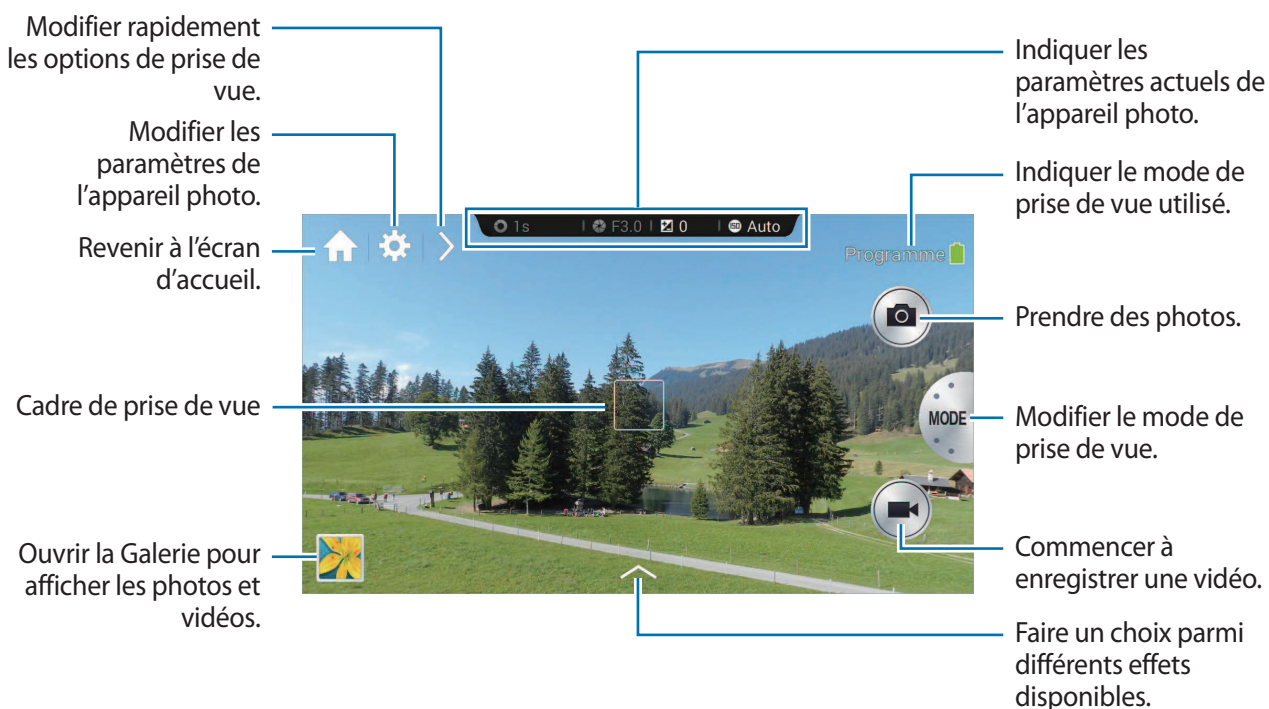 Modifier rapidement
les options de prise de
vue.
Modifier les
paramètres de
l'appareil photo.
Revenir à l'écran
d'accueil.
Cadre de prise de vue
Ouvrir la Galerie pour
afficher les photos et
vidéos.
1s F3.0 0 ISO Auto
Programme
MODE
Indiquer les
paramètres actuels de
l'appareil photo.
Indiquer le mode de
prise de vue utilisé.
Prendre des photos.
Modifier le mode de
prise de vue.
Commencer à
enregistrer une vidéo.
Faire un choix parmi
différents effets
disponibles.